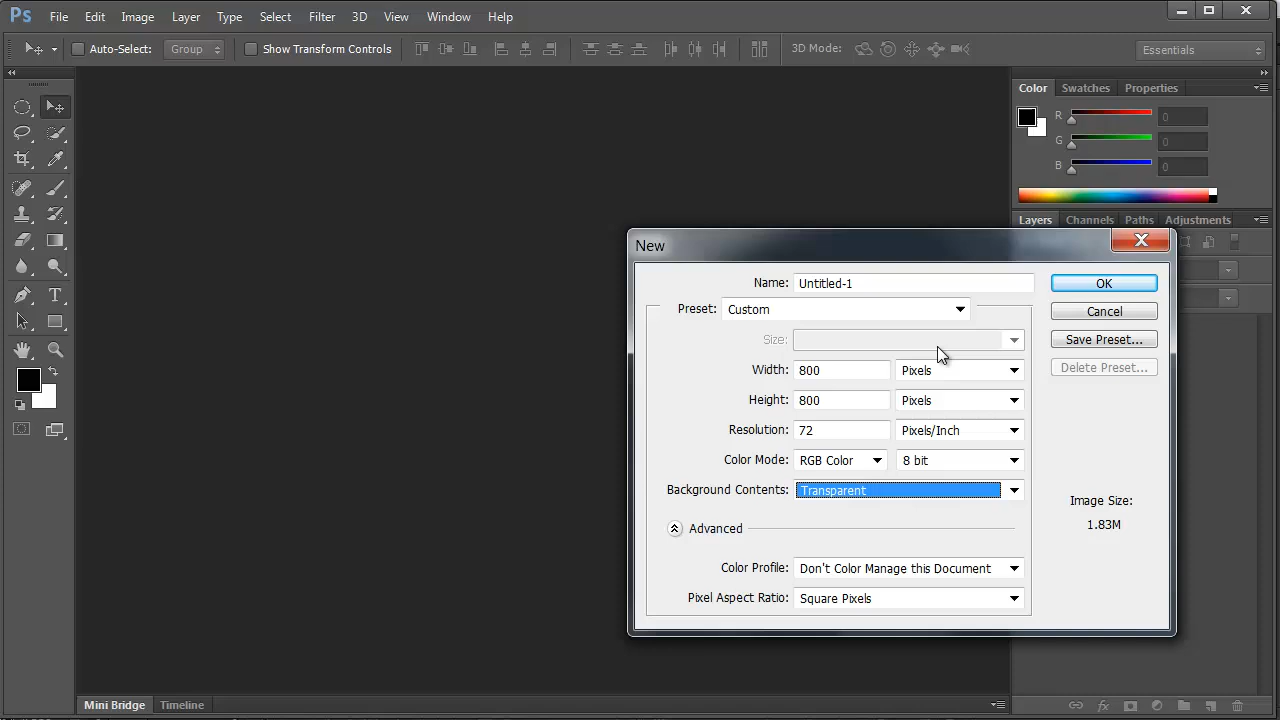 Ps File Edit Image Layer Type Select Filter 3D View Window Help
Auto-Select: Group Show Transform Controls 3D Mode: Essentials
Color Swatches Properties
R 0
G 0
B 0
Layers Channels Paths Adjustments
New
Name: Untitled-1 OK
Preset: Custom Cancel
Size: Save Preset...
Width: 800 Pixels Delete Preset...
Height: 800 Pixels
Resolution: 72 Pixels/Inch
Color Mode: RGB Color 8 bit
Background Contents: Transparent
Image Size:
1.83M
Advanced
Color Profile: Don't Color Manage this Document
Pixel Aspect Ratio: Square Pixels
Mini Bridge Timeline